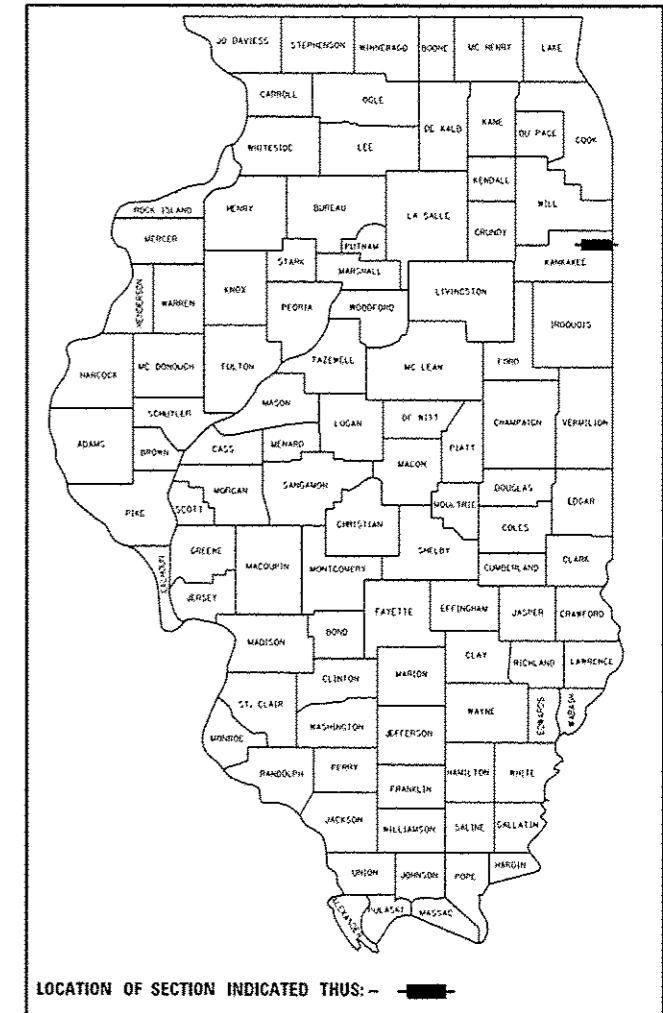 JO DAVIESS STEPHENSON WINNEBAGO BOONE MC HENRY LAKE
CARROLL OGLE DE KALB KANE DU PAGE COOK
WHITESIDE LEE KENDALL WILL
ROCK ISLAND HENRY BUREAU LA SALLE GRUNDY
MERCER PUTNAM KANKAKEE
STARK MARSHALL
HENDERSON WARREN KNOX PEORIA WOODFORD LIVINGSTON IROQUOIS
HANCOCK MC DONOUGH FULTON TAZEWELL MC LEAN FORD
SCHUYLER MASON LOGAN DE WITT CHAMPAIGN VERMILION
ADAMS BROWN CASS MENARD PIATT
MACON
PIKE SCOTT MORGAN SANGAMON MOULTRIE DOUGLAS EDGAR
CHRISTIAN COLES
CALHOUN GREENE MACOUPIN MONTGOMERY SHELBY CUMBERLAND CLARK
JERSEY FAYETTE EFFINGHAM JASPER CRAWFORD
MADISON BOND
CLAY RICHLAND LAWRENCE
CLINTON MARION
ST. CLAIR WAYNE EDWARDS WABASH
WASHINGTON JEFFERSON
MONROE
RANDOLPH PERRY HAMILTON WHITE
FRANKLIN
JACKSON WILLIAMSON SALINE GALLATIN
UNION JOHNSON POPE HARDIN
ALEXANDER PULASKI MASSAC
LOCATION OF SECTION INDICATED THUS:-